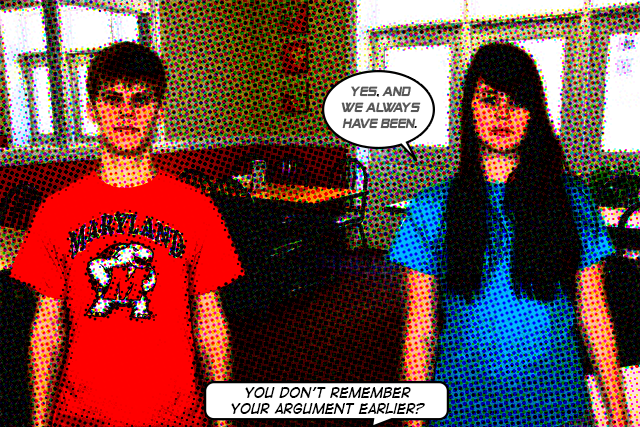 YES, AND
WE ALWAYS
HAVE BEEN.
MARYLAND
M
YOU DON'T REMEMBER
YOUR ARGUMENT EARLIER?